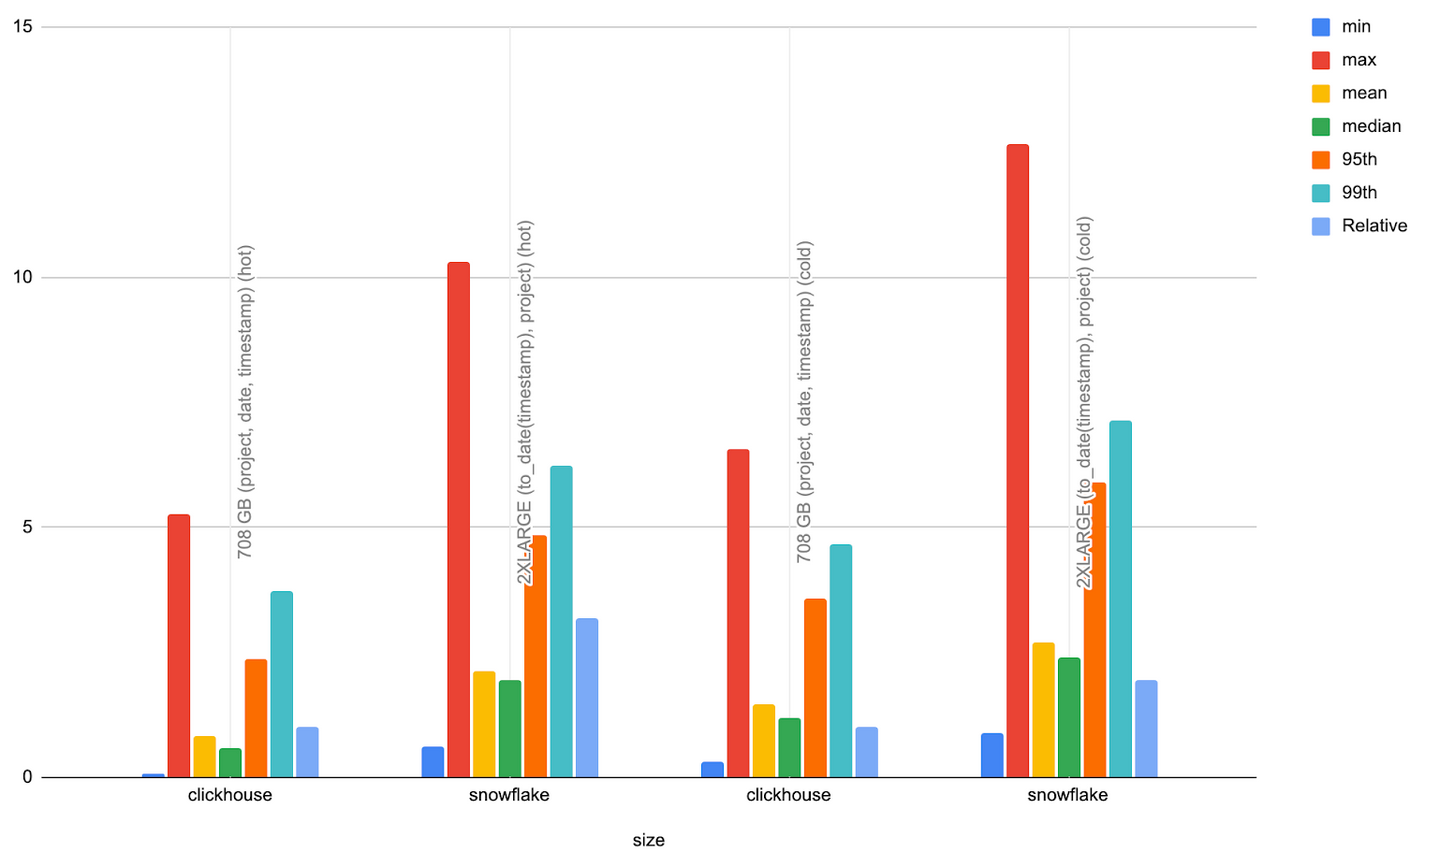 15
10
5
0
708 GB (project, date, timestamp) (hot)
2XLARGE (to_date(timestamp), project) (hot)
708 GB (project, date, timestamp) (cold)
2XLARGE (to_date(timestamp), project) (cold)
clickhouse
snowflake
clickhouse
snowflake
size
min
max
mean
median
95th
99th
Relative